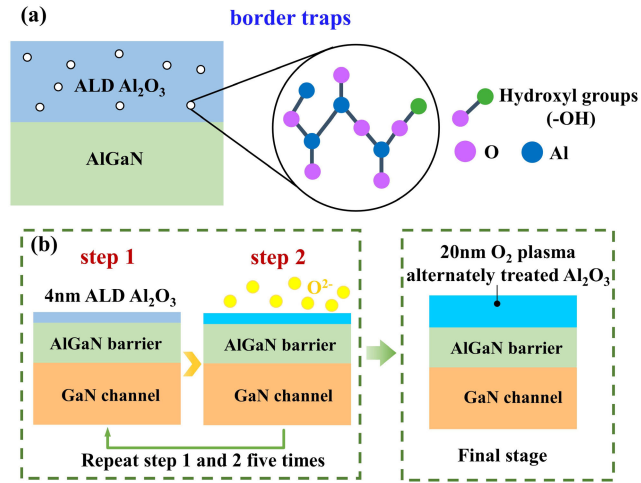 (a)
border traps
ALD Al₂O₃
AlGaN
Hydroxyl groups
(-OH)
O
Al
(b)
step 1
step 2
4nm ALD Al₂O₃
O²⁻
AlGaN barrier
AlGaN barrier
GaN channel
GaN channel
Repeat step 1 and 2 five times
20nm O₂ plasma
alternately treated Al₂O₃
AlGaN barrier
GaN channel
Final stage